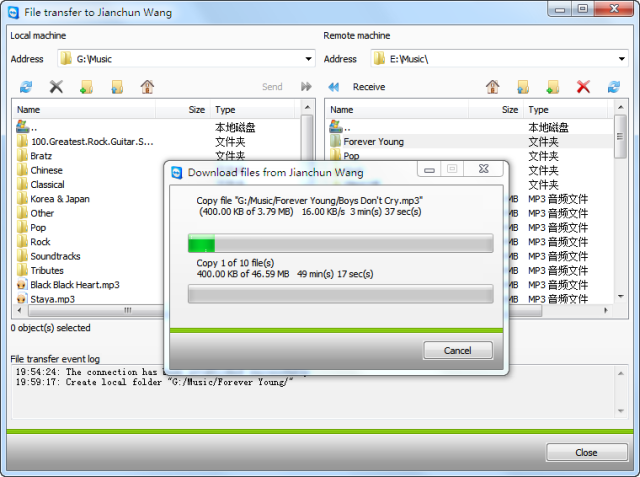 File transfer to Jianchun Wang
Local machine
Remote machine
Address G:\Music
Address E:\Music\
Send
Receive
Name Size Type
Name Size Type
.. 本地磁盘
100.Greatest.Rock.Guitar.S... 文件夹
Bratz 文件夹
Chinese
Classical
Korea & Japan
Other
Pop
Rock
Soundtracks
Tributes
Black Black Heart.mp3
Staya.mp3
.. 本地磁盘
Forever Young 文件夹
Pop 文件夹
文件夹
文件夹
MB MP3 音频文件
MB MP3 音频文件
MB MP3 音频文件
MB MP3 音频文件
MB MP3 音频文件
MB MP3 音频文件
MB MP3 音频文件
MB MP3 音频文件
Download files from Jianchun Wang
Copy file "G:/Music/Forever Young/Boys Don't Cry.mp3"
(400.00 KB of 3.79 MB) 16.00 KB/s 3 min(s) 37 sec(s)
Copy 1 of 10 file(s)
400.00 KB of 46.59 MB 49 min(s) 17 sec(s)
Cancel
0 object(s) selected
File transfer event log
19:54:24: The connection has
19:59:17: Create local folder "G:/Music/Forever Young/"
Close